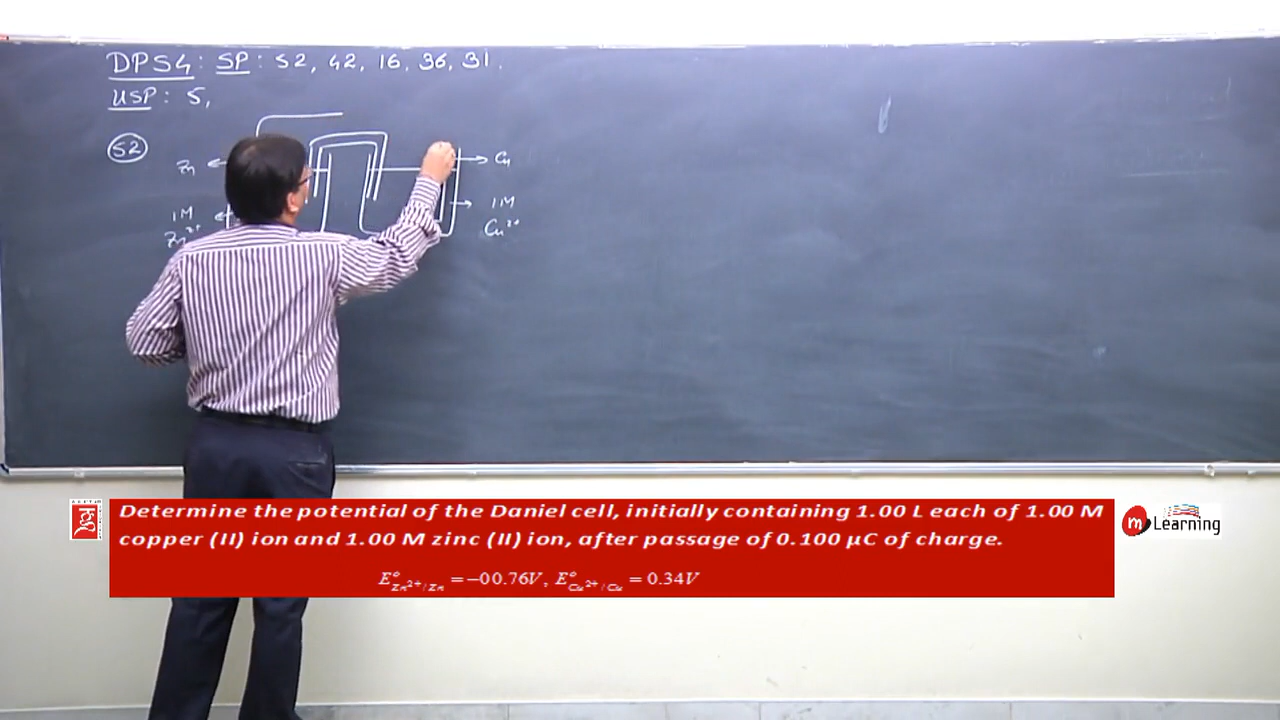 DPS4: SP: 52, 42, 16, 36, 31.
USP: 5,
52
Zn
Cu
1M
Zn²⁺
1M
Cu²⁺
Determine the potential of the Daniel cell, initially containing 1.00 L each of 1.00 M
copper (II) ion and 1.00 M zinc (II) ion, after passage of 0.100 µC of charge.
E°Zn²⁺/Zn = −00.76V, E°Cu²⁺/Cu = 0.34V
m Learning